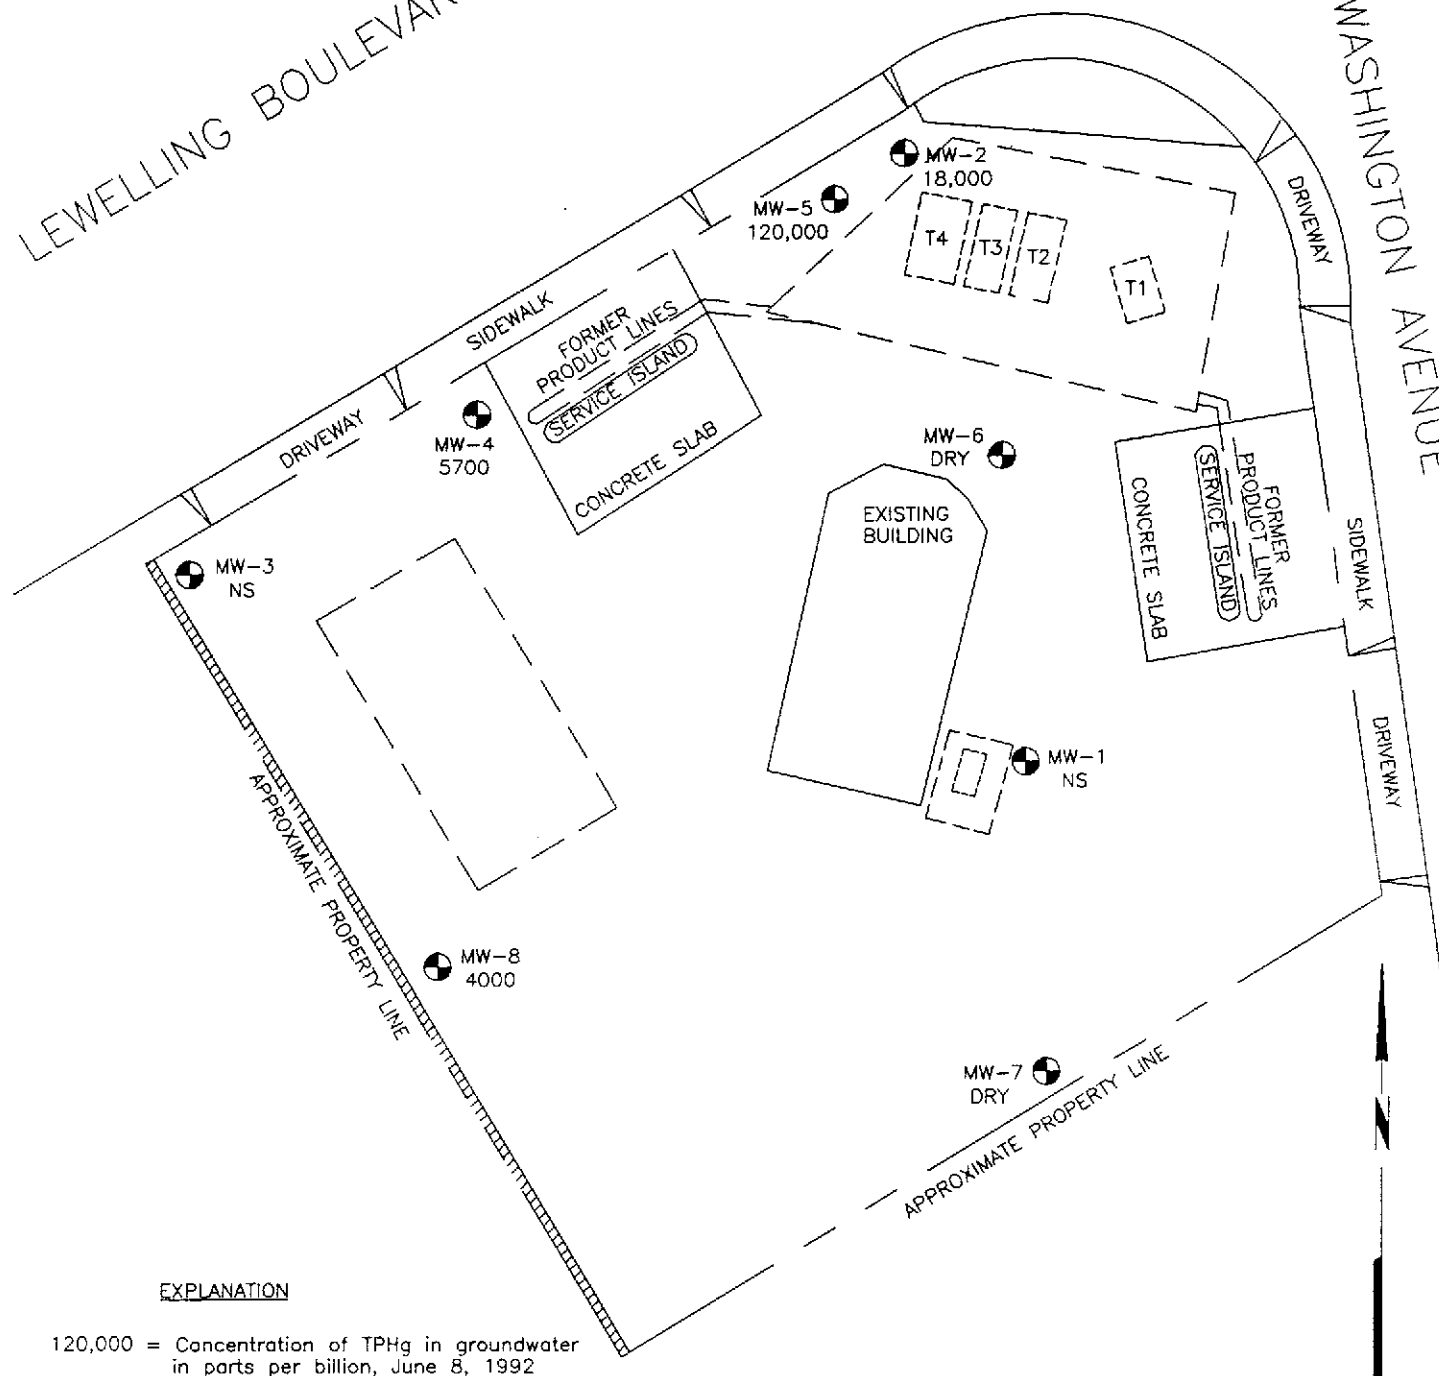 LEWELLING BOULEVAR
WASHINGTON AVENUE
MW-2
18,000
MW-5
120,000
T4
T3
T2
T1
DRIVEWAY
SIDEWALK
FORMER
PRODUCT LINES
SERVICE ISLAND
CONCRETE SLAB
DRIVEWAY
MW-4
5700
MW-6
DRY
EXISTING
BUILDING
FORMER
PRODUCT LINES
SERVICE ISLAND
CONCRETE SLAB
SIDEWALK
MW-3
NS
MW-1
NS
DRIVEWAY
APPROXIMATE PROPERTY LINE
MW-8
4000
MW-7
DRY
APPROXIMATE PROPERTY LINE
N
EXPLANATION
120,000 = Concentration of TPHg in groundwater
in parts per billion, June 8, 1992